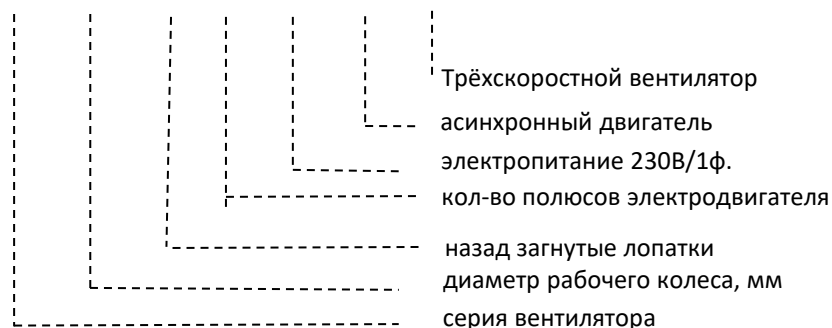 Трёхскоростной вентилятор
асинхронный двигатель
электропитание 230В/1ф.
кол-во полюсов электродвигателя
назад загнутые лопатки
диаметр рабочего колеса, мм
серия вентилятора